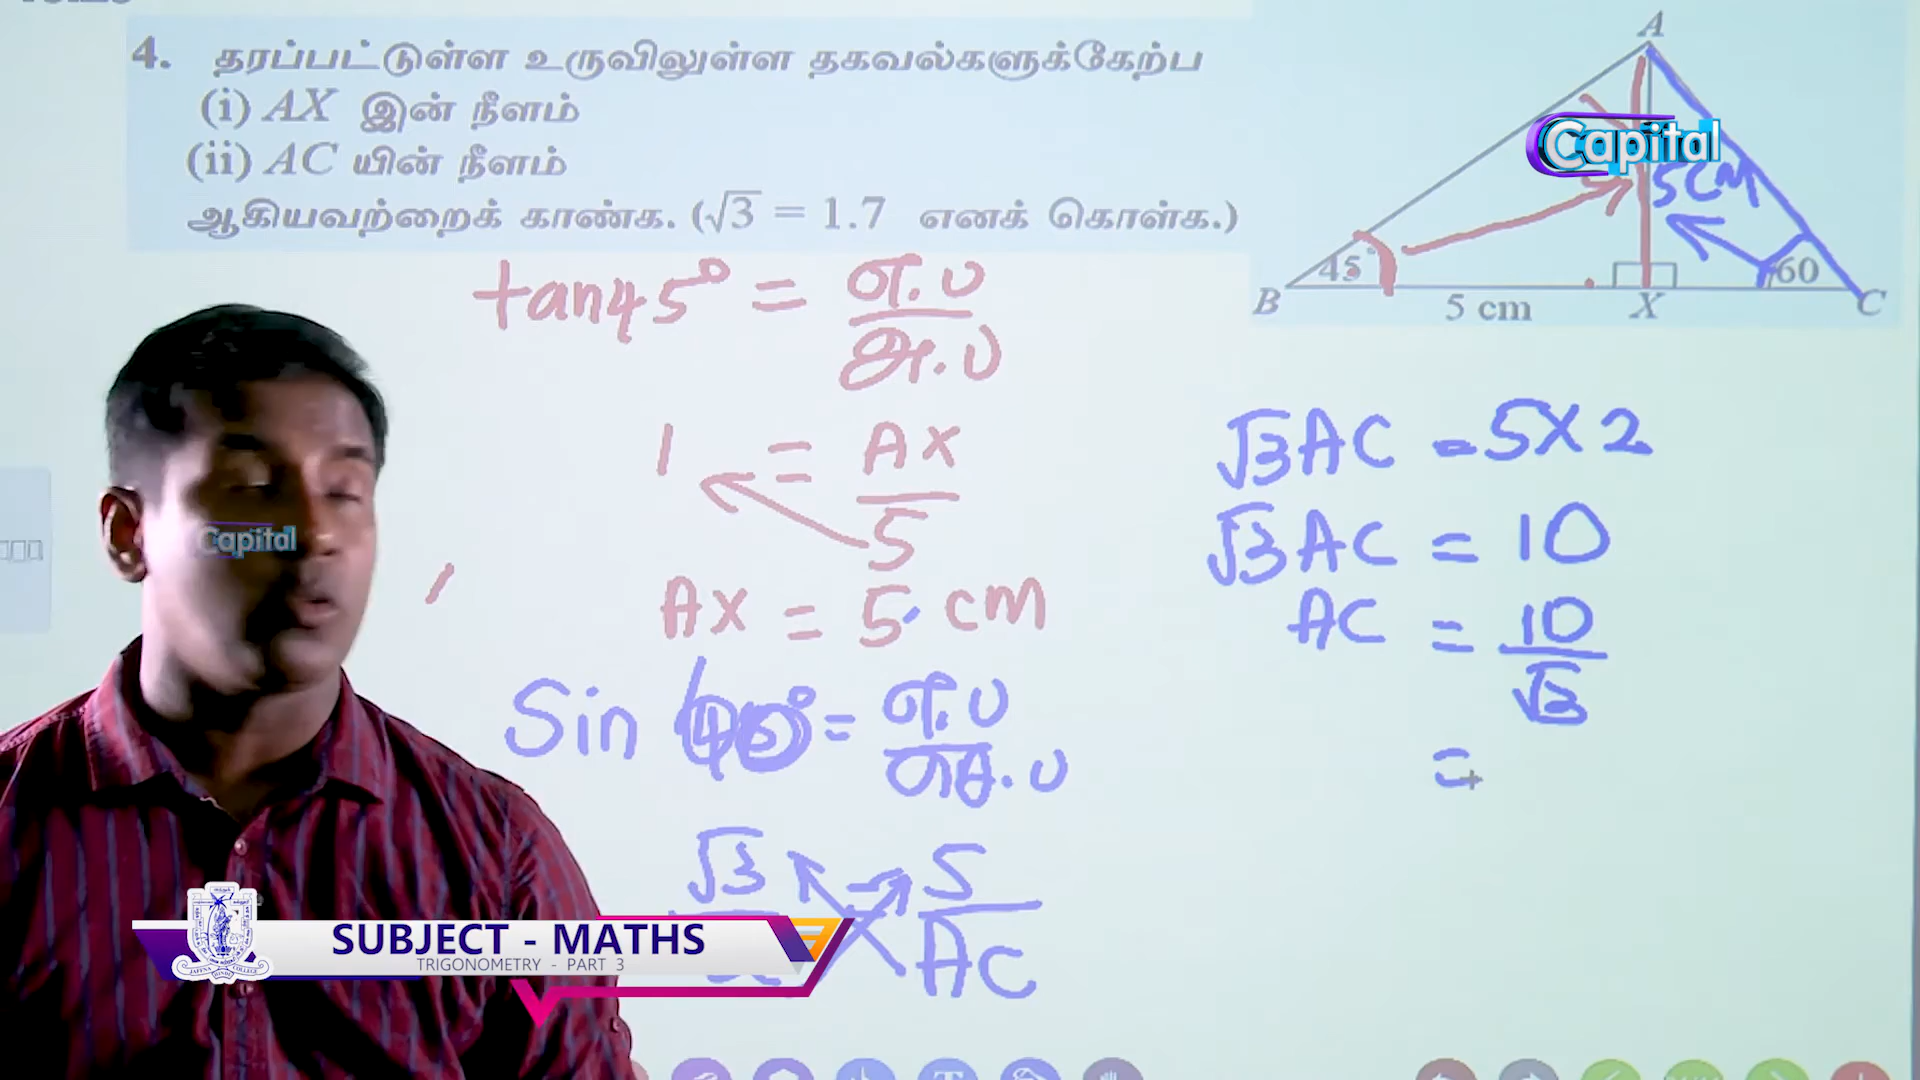 4. தரப்பட்டுள்ள உருவிலுள்ள தகவல்களுக்கேற்ப
(i) AX இன் நீளம்
(ii) AC யின் நீளம்
ஆகியவற்றைக் காண்க. (√3 = 1.7 எனக் கொள்க.)
A
Capital
5CM
45°
60
B
5 cm
X
C
tan45° = எ.ப / அ.ப
1 = AX / 5
AX = 5 cm
Sin = எ.ப / செ.ப
√3 = 5 / AC
√3AC = 5X2
√3AC = 10
AC = 10 / √3
=
Capital
SUBJECT - MATHS
TRIGONOMETRY - PART 3